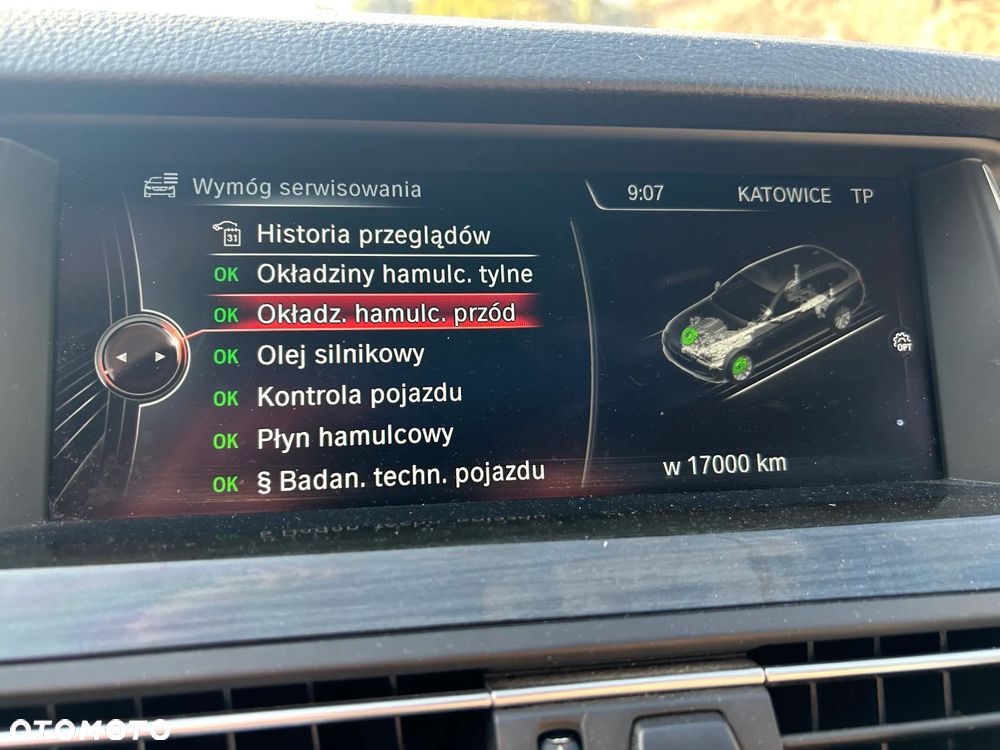 Wymóg serwisowania
9:07 KATOWICE TP
31 Historia przeglądów
OK Okładziny hamulc. tylne
OK Okładz. hamulc. przód
OK Olej silnikowy
OPT
OK Kontrola pojazdu
OK Płyn hamulcowy
OK § Badan. techn. pojazdu
w 17000 km
OTOMOTO